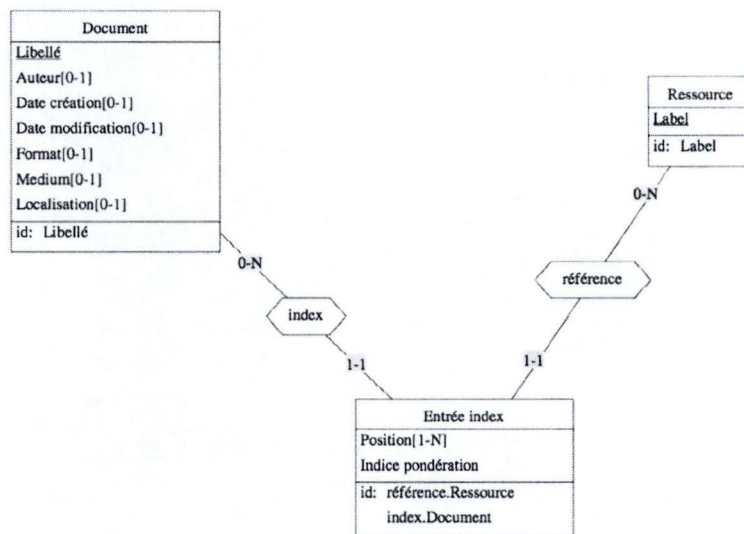 Document
Libellé
Auteur[0-1]
Date création[0-1]
Date modification[0-1]
Format[0-1]
Medium[0-1]
Localisation[0-1]
id: Libellé
Ressource
Label
id: Label
0-N
0-N
référence
index
1-1
1-1
Entrée index
Position[1-N]
Indice pondération
id: référence.Ressource
index.Document